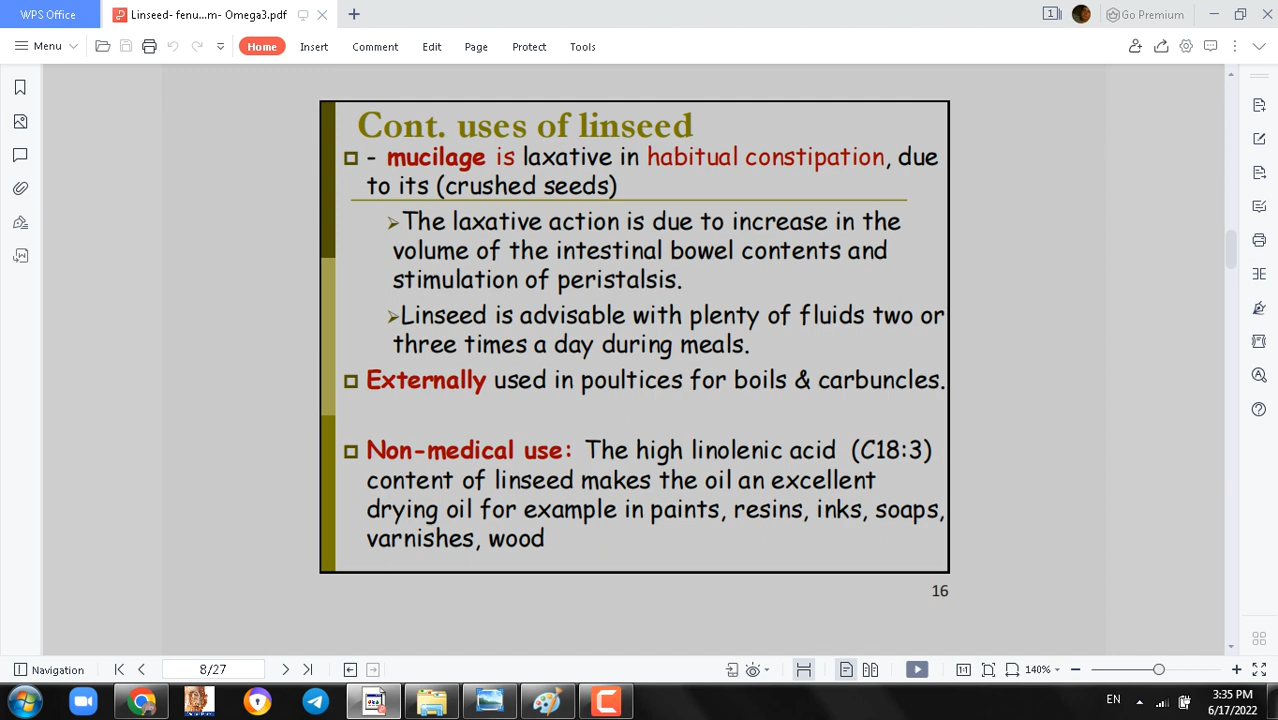 WPS Office
Linseed- fenu...m- Omega3.pdf
1
Go Premium
Menu
Home
Insert
Comment
Edit
Page
Protect
Tools
Cont. uses of linseed
- mucilage is laxative in habitual constipation, due
to its (crushed seeds)
The laxative action is due to increase in the
volume of the intestinal bowel contents and
stimulation of peristalsis.
Linseed is advisable with plenty of fluids two or
three times a day during meals.
Externally used in poultices for boils & carbuncles.
Non-medical use: The high linolenic acid (C18:3)
content of linseed makes the oil an excellent
drying oil for example in paints, resins, inks, soaps,
varnishes, wood
16
Navigation
8/27
140%
EN
3:35 PM
6/17/2022